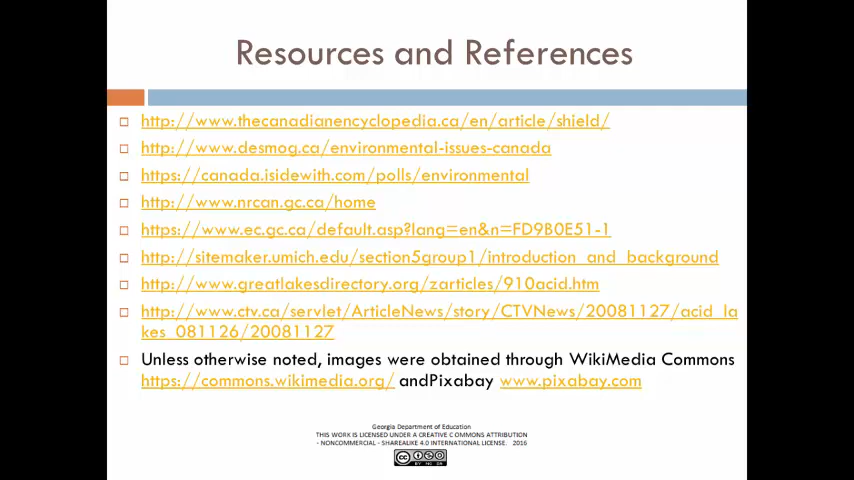 Resources and References
http://www.thecanadianencyclopedia.ca/en/article/shield/
http://www.desmog.ca/environmental-issues-canada
https://canada.isidewith.com/polls/environmental
http://www.nrcan.gc.ca/home
https://www.ec.gc.ca/default.asp?lang=en&n=FD9B0E51-1
http://sitemaker.umich.edu/section5group1/introduction_and_background
http://www.greatlakesdirectory.org/zarticles/910acid.htm
http://www.ctv.ca/servlet/ArticleNews/story/CTVNews/20081127/acid_la
kes_081126/20081127
Unless otherwise noted, images were obtained through WikiMedia Commons
https://commons.wikimedia.org/ andPixabay www.pixabay.com
Georgia Department of Education
THIS WORK IS LICENSED UNDER A CREATIVE C OMMONS ATTRIBUTION
- NONCOMMERCIAL - SHAREALIKE 4.0 INTERNATIONAL LICENSE. 2016
cc BY NC SA